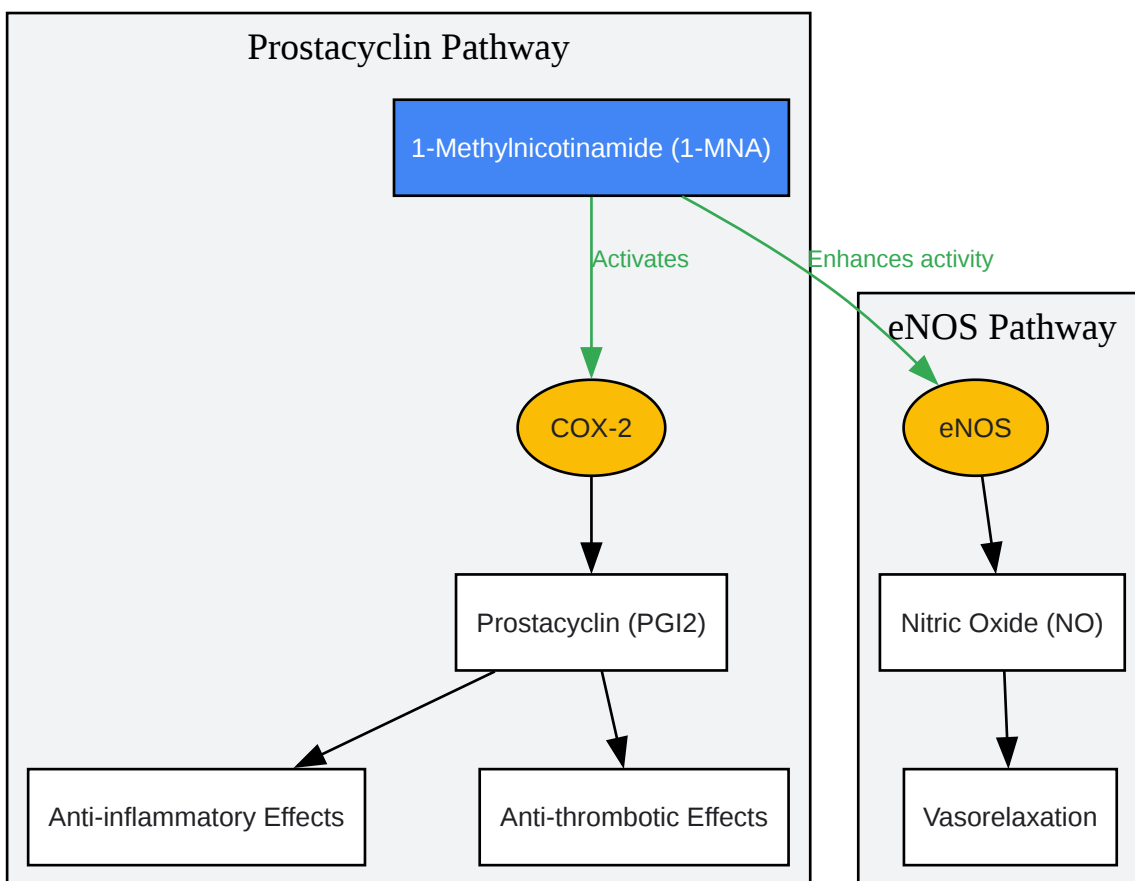 Prostacyclin Pathway
1-Methylnicotinamide (1-MNA)
Activates
Enhances activity
eNOS Pathway
COX-2
eNOS
Prostacyclin (PGI2)
Nitric Oxide (NO)
Anti-inflammatory Effects
Anti-thrombotic Effects
Vasorelaxation